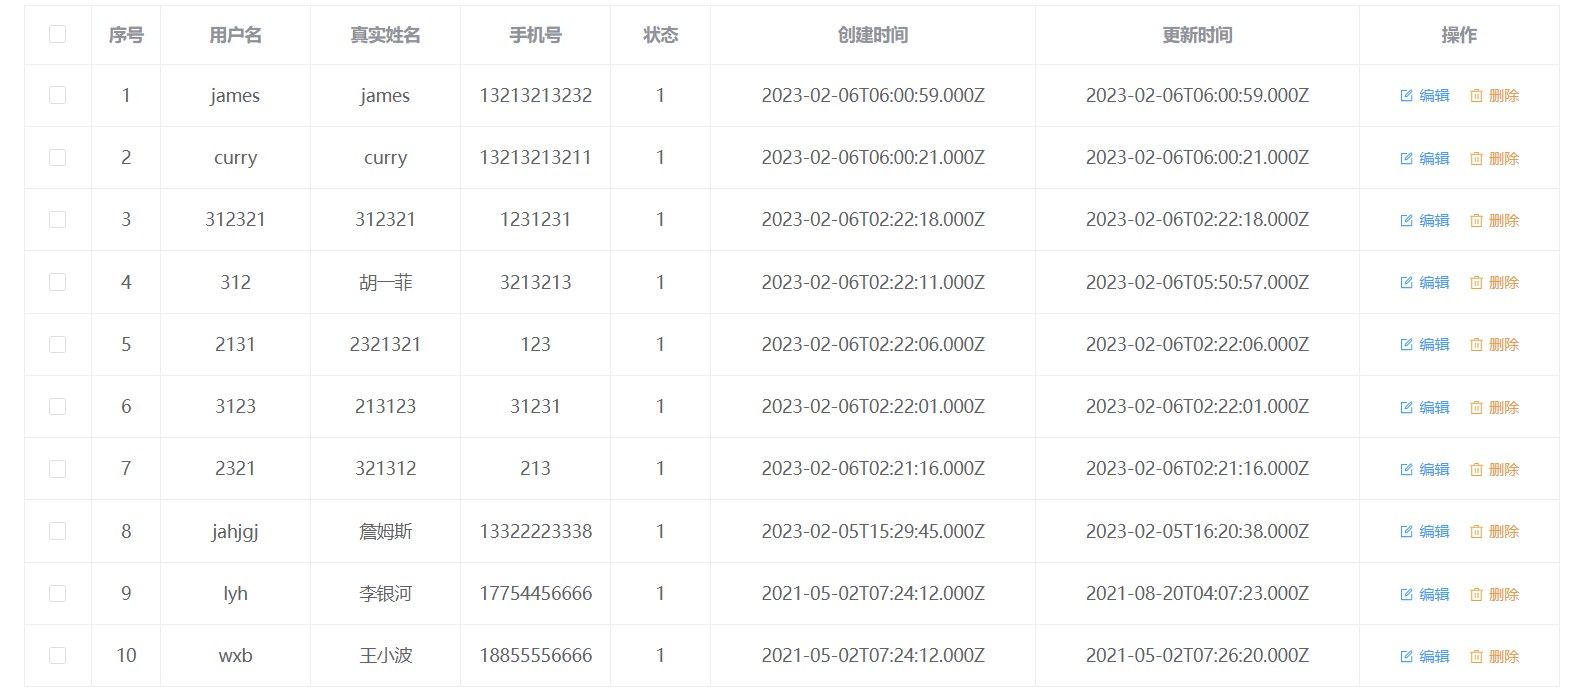 序号 用户名 真实姓名 手机号 状态 创建时间 更新时间 操作
1 james james 13213213232 1 2023-02-06T06:00:59.000Z 2023-02-06T06:00:59.000Z 编辑 删除
2 curry curry 13213213211 1 2023-02-06T06:00:21.000Z 2023-02-06T06:00:21.000Z 编辑 删除
3 312321 312321 1231231 1 2023-02-06T02:22:18.000Z 2023-02-06T02:22:18.000Z 编辑 删除
4 312 胡一菲 3213213 1 2023-02-06T02:22:11.000Z 2023-02-06T05:50:57.000Z 编辑 删除
5 2131 2321321 123 1 2023-02-06T02:22:06.000Z 2023-02-06T02:22:06.000Z 编辑 删除
6 3123 213123 31231 1 2023-02-06T02:22:01.000Z 2023-02-06T02:22:01.000Z 编辑 删除
7 2321 321312 213 1 2023-02-06T02:21:16.000Z 2023-02-06T02:21:16.000Z 编辑 删除
8 jahjgj 詹姆斯 13322223338 1 2023-02-05T15:29:45.000Z 2023-02-05T16:20:38.000Z 编辑 删除
9 lyh 李银河 17754456666 1 2021-05-02T07:24:12.000Z 2021-08-20T04:07:23.000Z 编辑 删除
10 wxb 王小波 18855556666 1 2021-05-02T07:24:12.000Z 2021-05-02T07:26:20.000Z 编辑 删除